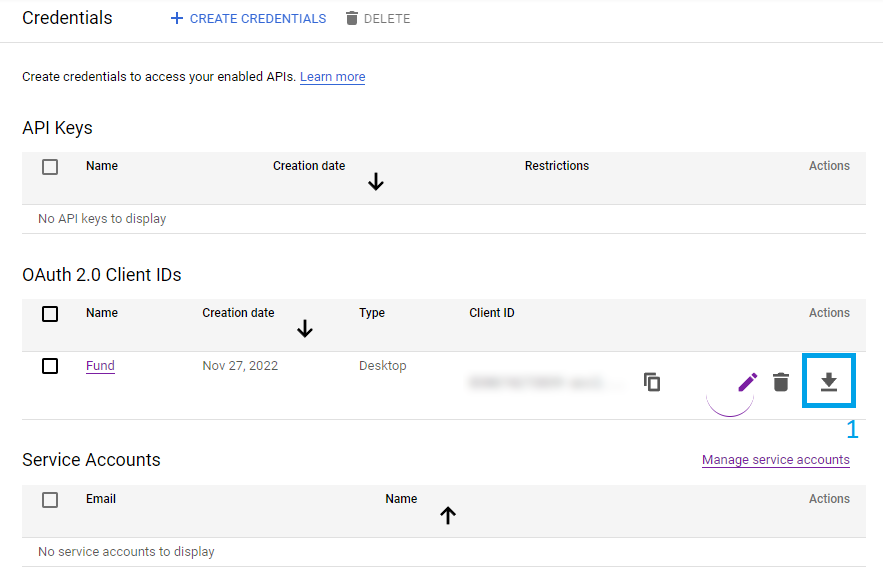 Credentials CREATE CREDENTIALS DELETE
Create credentials to access your enabled APIs. Learn more
API Keys
Name Creation date Restrictions Actions
No API keys to display
OAuth 2.0 Client IDs
Name Creation date Type Client ID Actions
Fund Nov 27, 2022 Desktop
1
Service Accounts Manage service accounts
Email Name Actions
No service accounts to display